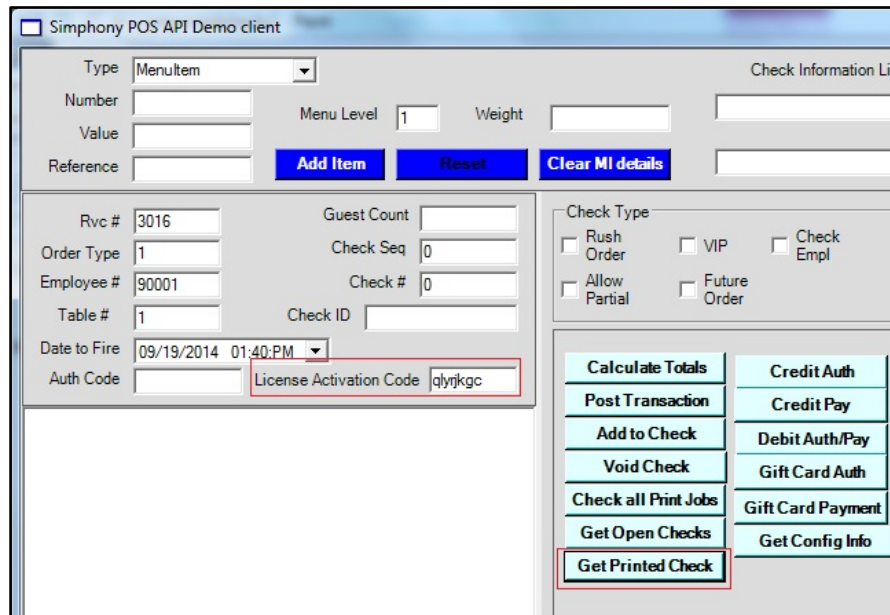 Simphony POS API Demo client
Type MenuItem Check Information Li
Number
Menu Level 1 Weight
Value
Reference Add Item Reset Clear MI details
Rvc # 3016 Guest Count
Order Type 1 Check Seq 0
Employee # 90001 Check # 0
Table # 1 Check ID
Date to Fire 09/19/2014 01:40:PM
Auth Code License Activation Code qlyrjkgc
Check Type
Rush Order VIP Check Empl
Allow Partial Future Order
Calculate Totals Credit Auth
Post Transaction Credit Pay
Add to Check Debit Auth/Pay
Void Check Gift Card Auth
Check all Print Jobs Gift Card Payment
Get Open Checks Get Config Info
Get Printed Check